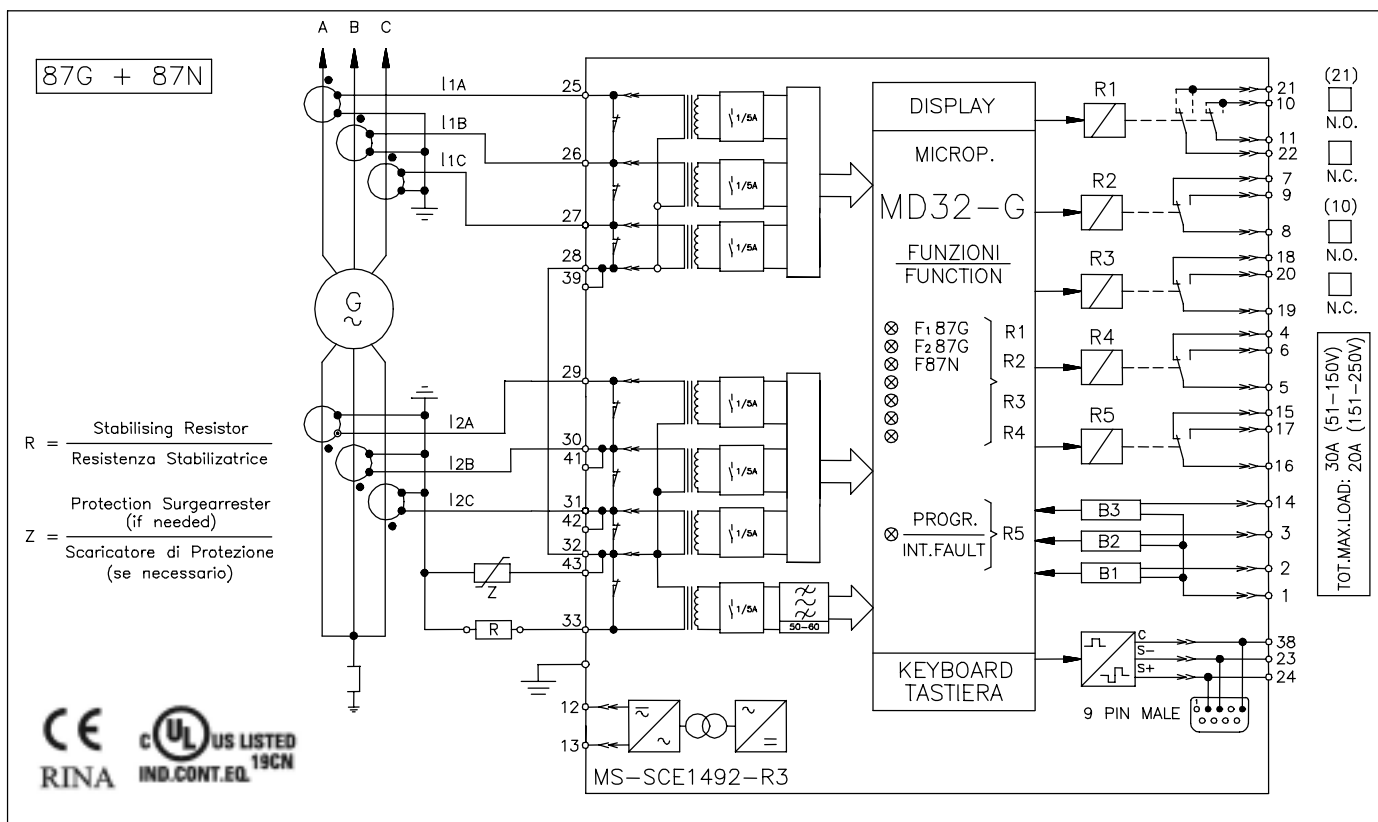 A B C
87G + 87N
I1A
I1B
I1C
25
26
27
28
39
G
~
29
I2A
30
41
I2B
31
42
I2C
32
43
Z
33
R
R = Stabilising Resistor
Resistenza Stabilizatrice
Z = Protection Surgearrester
(if needed)
Scaricatore di Protezione
(se necessario)
1/5A
1/5A
1/5A
1/5A
1/5A
1/5A
1/5A
50-60
DISPLAY
MICROP.
MD32-G
FUNZIONI
FUNCTION
F1 87G
F2 87G
F87N
R1
R2
R3
R4
PROGR.
INT.FAULT
R5
KEYBOARD
TASTIERA
R1
R2
R3
R4
R5
B3
B2
B1
21
10
11
22
7
9
8
18
20
19
4
6
5
15
17
16
14
3
2
1
C
S-
S+
38
23
24
1
9 PIN MALE
(21)
N.O.
N.C.
(10)
N.O.
N.C.
TOT.MAX.LOAD: 30A (51-150V)
20A (151-250V)
12
13
MS-SCE1492-R3
CE
RINA
C UL US LISTED
19CN
IND.CONT.EQ.